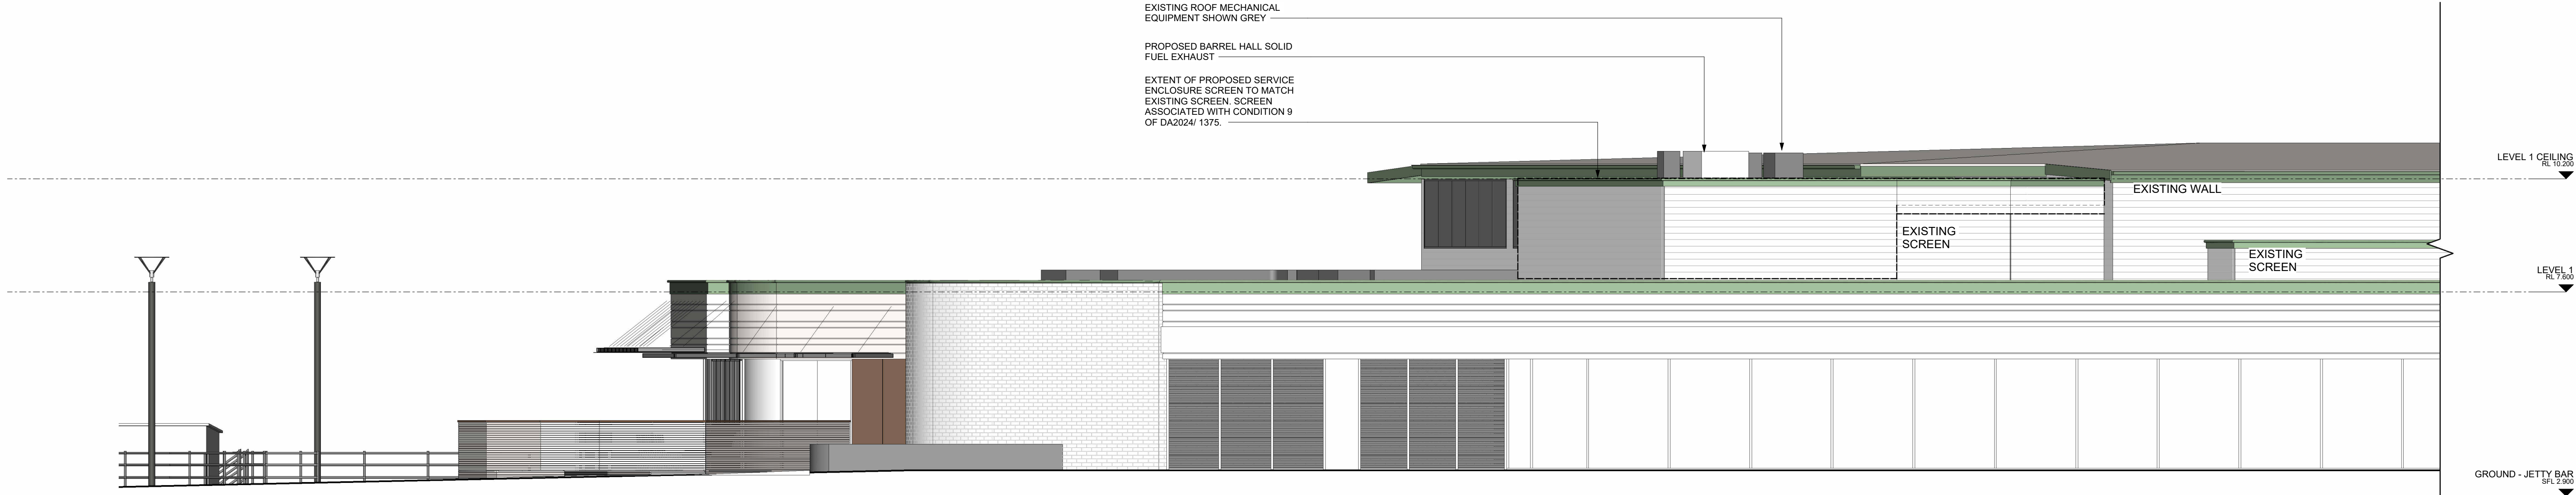 EXISTING ROOF MECHANICAL
EQUIPMENT SHOWN GREY
PROPOSED BARREL HALL SOLID
FUEL EXHAUST
EXTENT OF PROPOSED SERVICE
ENCLOSURE SCREEN TO MATCH
EXISTING SCREEN. SCREEN
ASSOCIATED WITH CONDITION 9
OF DA2024/ 1375.
LEVEL 1 CEILING
RL 10.200
EXISTING WALL
EXISTING
SCREEN
EXISTING
SCREEN
LEVEL 1
RL 7.600
GROUND - JETTY BAR
SFL 2.900